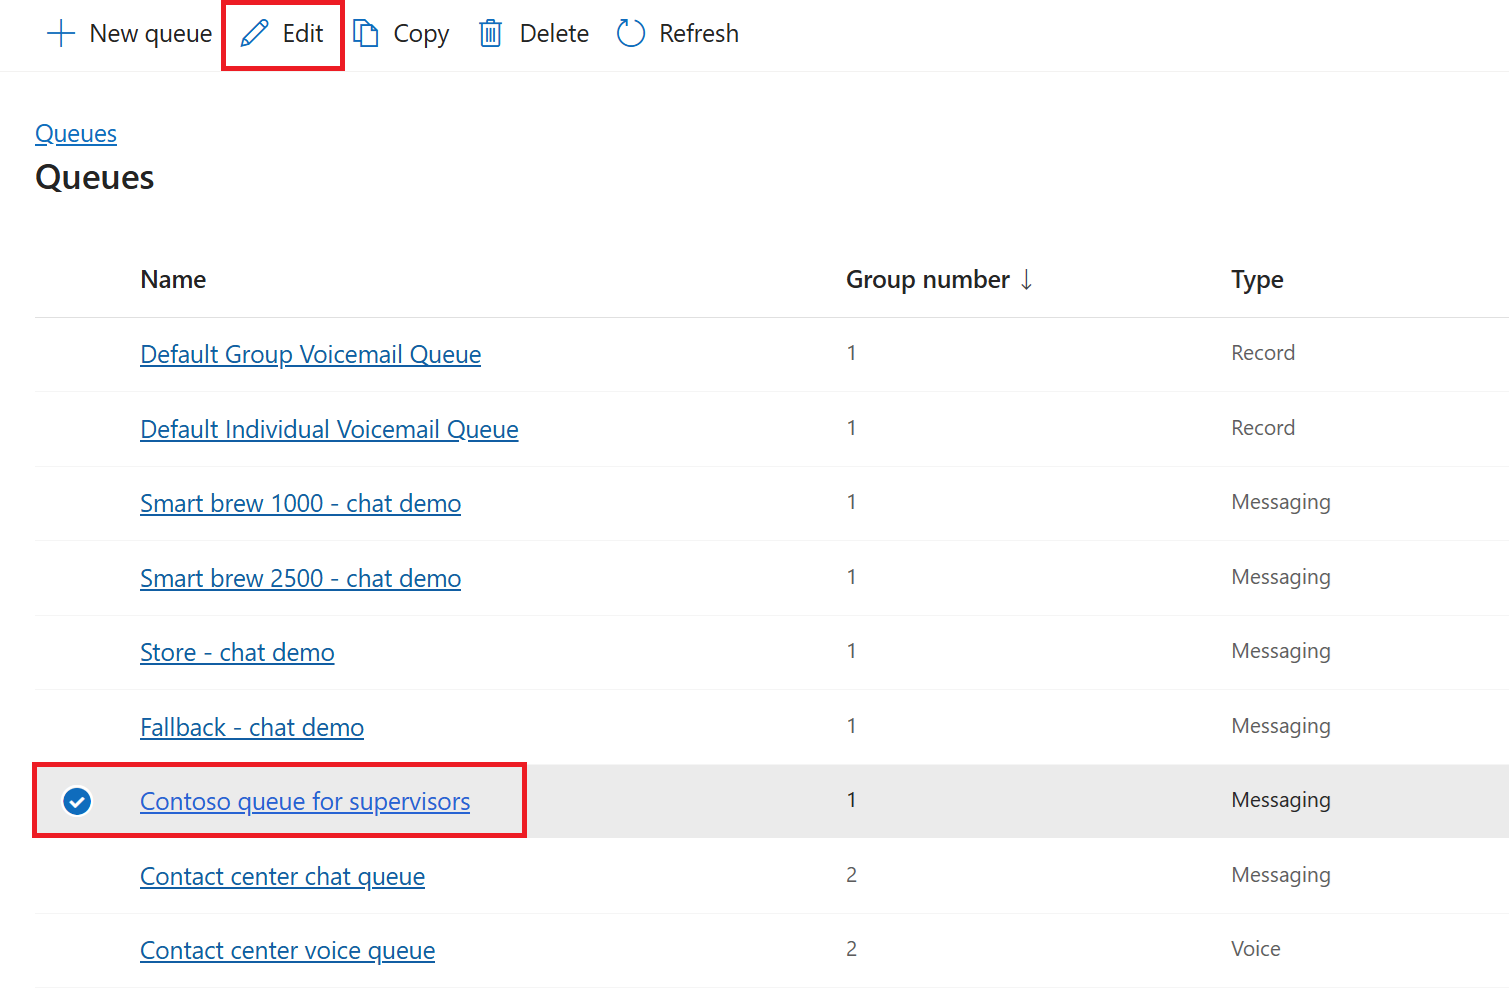 New queue Edit Copy Delete Refresh
Queues
Queues
Name Group number ↓ Type
Default Group Voicemail Queue 1 Record
Default Individual Voicemail Queue 1 Record
Smart brew 1000 - chat demo 1 Messaging
Smart brew 2500 - chat demo 1 Messaging
Store - chat demo 1 Messaging
Fallback - chat demo 1 Messaging
Contoso queue for supervisors 1 Messaging
Contact center chat queue 2 Messaging
Contact center voice queue 2 Voice